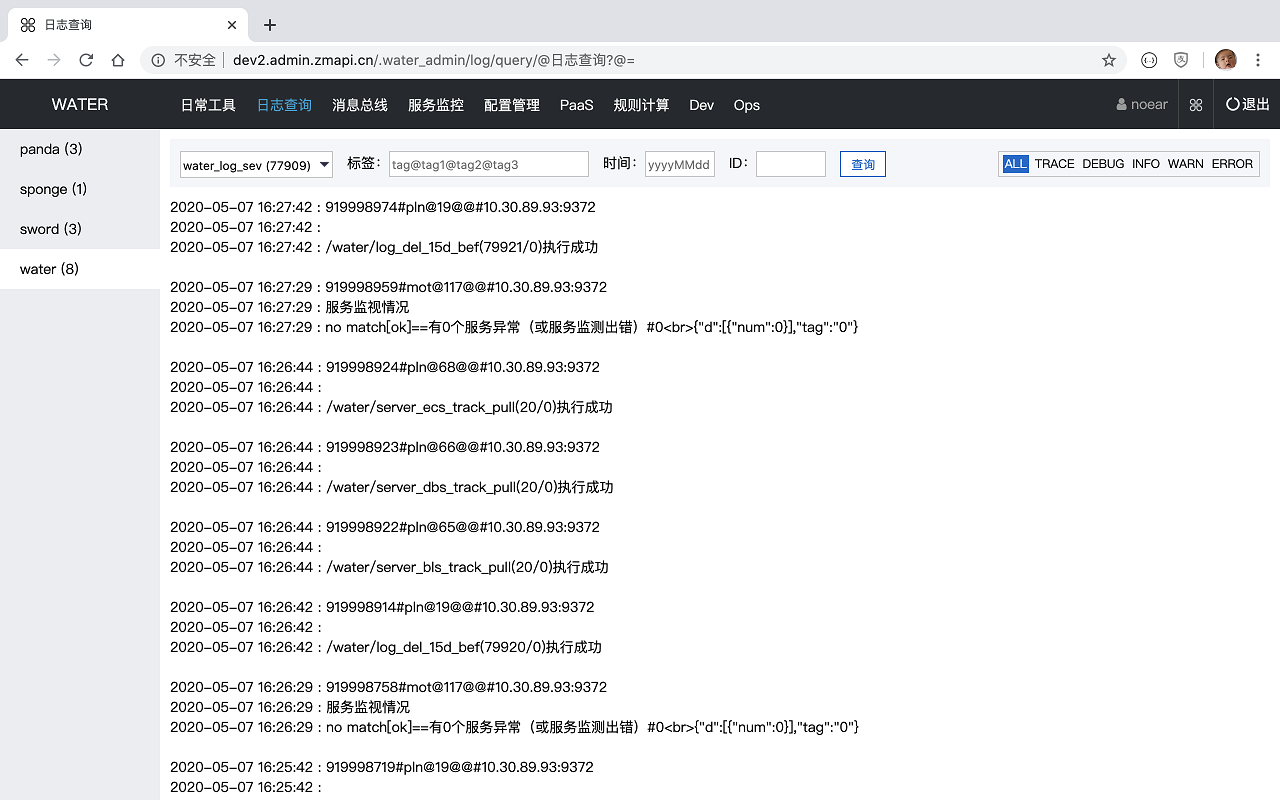 日志查询
不安全 dev2.admin.zmapi.cn/.water_admin/log/query/@日志查询?@=
WATER 日常工具 日志查询 消息总线 服务监控 配置管理 PaaS 规则计算 Dev Ops noear 退出
panda (3)
sponge (1)
sword (3)
water (8)
water_log_sev (77909) 标签： tag@tag1@tag2@tag3 时间： yyyyMMdd ID： 查询 ALL TRACE DEBUG INFO WARN ERROR
2020-05-07 16:27:42 : 919998974#pln@19@@#10.30.89.93:9372
2020-05-07 16:27:42 :
2020-05-07 16:27:42 : /water/log_del_15d_bef(79921/0)执行成功
2020-05-07 16:27:29 : 919998959#mot@117@@#10.30.89.93:9372
2020-05-07 16:27:29 : 服务监视情况
2020-05-07 16:27:29 : no match[ok]==有0个服务异常（或服务监测出错）#0<br>{"d":[{"num":0}],"tag":"0"}
2020-05-07 16:26:44 : 919998924#pln@68@@#10.30.89.93:9372
2020-05-07 16:26:44 :
2020-05-07 16:26:44 : /water/server_ecs_track_pull(20/0)执行成功
2020-05-07 16:26:44 : 919998923#pln@66@@#10.30.89.93:9372
2020-05-07 16:26:44 :
2020-05-07 16:26:44 : /water/server_dbs_track_pull(20/0)执行成功
2020-05-07 16:26:44 : 919998922#pln@65@@#10.30.89.93:9372
2020-05-07 16:26:44 :
2020-05-07 16:26:44 : /water/server_bls_track_pull(20/0)执行成功
2020-05-07 16:26:42 : 919998914#pln@19@@#10.30.89.93:9372
2020-05-07 16:26:42 :
2020-05-07 16:26:42 : /water/log_del_15d_bef(79920/0)执行成功
2020-05-07 16:26:29 : 919998758#mot@117@@#10.30.89.93:9372
2020-05-07 16:26:29 : 服务监视情况
2020-05-07 16:26:29 : no match[ok]==有0个服务异常（或服务监测出错）#0<br>{"d":[{"num":0}],"tag":"0"}
2020-05-07 16:25:42 : 919998719#pln@19@@#10.30.89.93:9372
2020-05-07 16:25:42 :